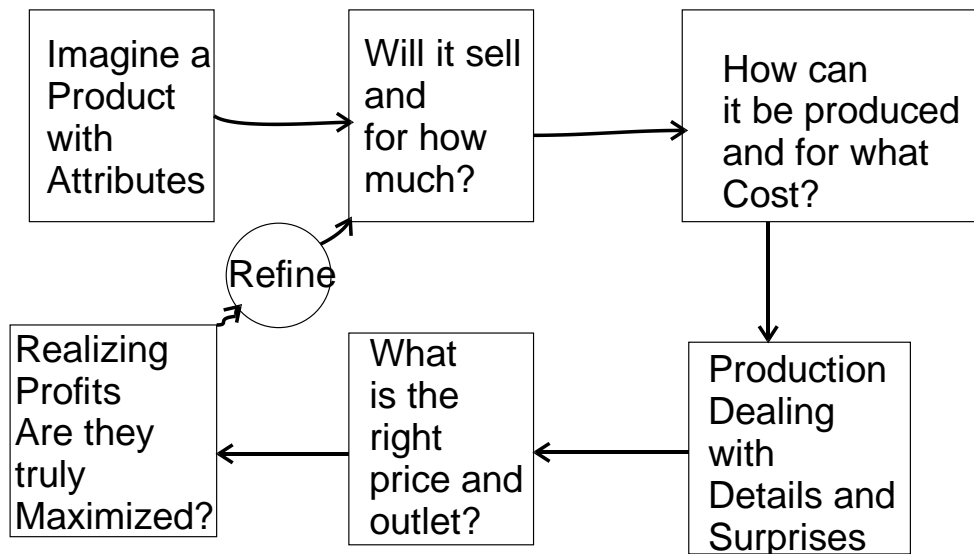 Imagine a
Product
with
Attributes
Will it sell
and
for how
much?
How can
it be produced
and for what
Cost?
Production
Dealing
with
Details and
Surprises
What
is the
right
price and
outlet?
Realizing
Profits
Are they
truly
Maximized?
Refine